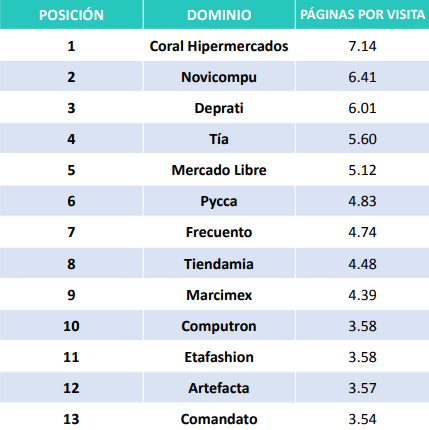 POSICIÓN DOMINIO PÁGINAS POR VISITA
1 Coral Hipermercados 7.14
2 Novicompu 6.41
3 Deprati 6.01
4 Tía 5.60
5 Mercado Libre 5.12
6 Pycca 4.83
7 Frecuento 4.74
8 Tiendamia 4.48
9 Marcimex 4.39
10 Computron 3.58
11 Etafashion 3.58
12 Artefacta 3.57
13 Comandato 3.54